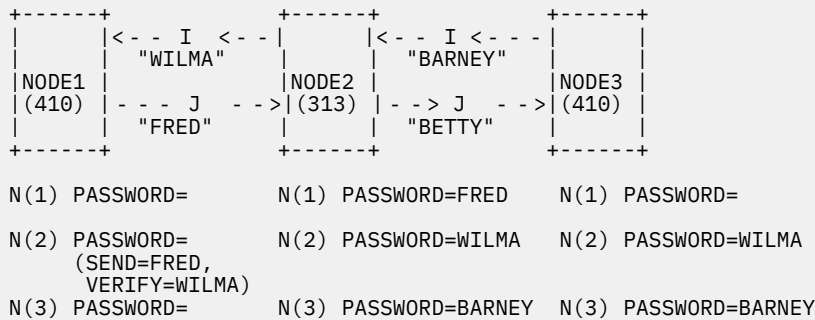 +------+ +------+ +------+
| |<- - I <- -| |<- - I <- - -| |
| | "WILMA" | | "BARNEY" | |
|NODE1 | |NODE2 | |NODE3 |
|(410) |- - - J - ->|(313) |- -> J - ->|(410) |
| | "FRED" | | "BETTY" | |
+------+ +------+ +------+
N(1) PASSWORD= N(1) PASSWORD=FRED N(1) PASSWORD=
N(2) PASSWORD= N(2) PASSWORD=WILMA N(2) PASSWORD=WILMA
(SEND=FRED,
VERIFY=WILMA)
N(3) PASSWORD= N(3) PASSWORD=BARNEY N(3) PASSWORD=BARNEY